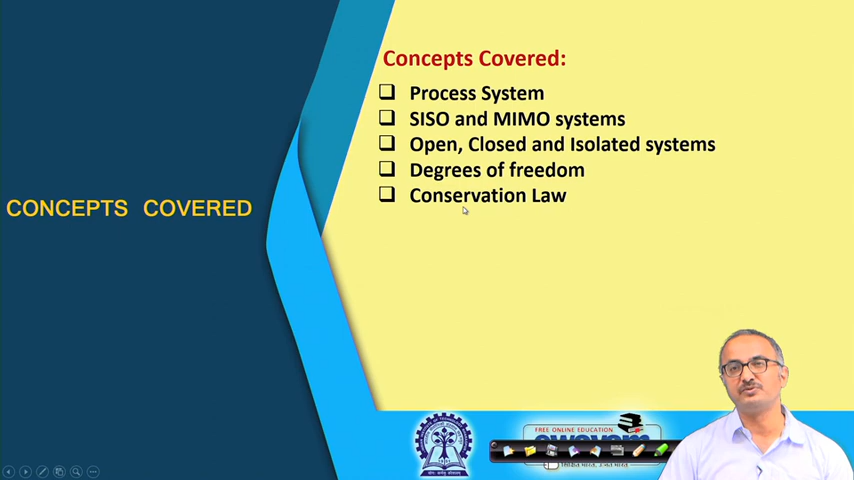 Concepts Covered:
Process System
SISO and MIMO systems
Open, Closed and Isolated systems
Degrees of freedom
Conservation Law
CONCEPTS COVERED
FREE ONLINE EDUCATION
swayam